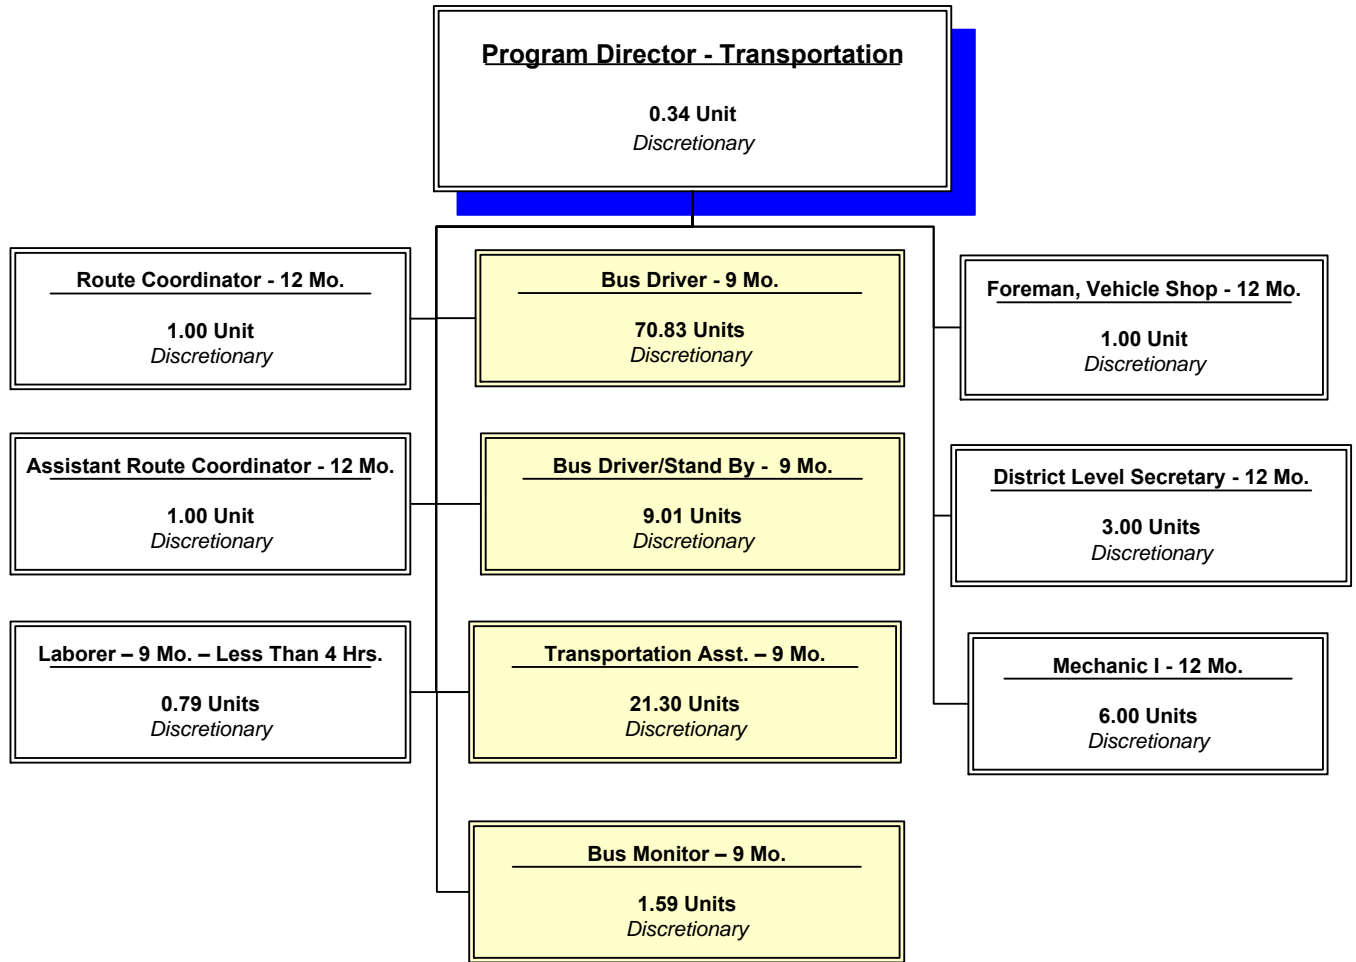 Program Director - Transportation
0.34 Unit
Discretionary
Route Coordinator - 12 Mo.
1.00 Unit
Discretionary
Bus Driver - 9 Mo.
70.83 Units
Discretionary
Foreman, Vehicle Shop - 12 Mo.
1.00 Unit
Discretionary
Assistant Route Coordinator - 12 Mo.
1.00 Unit
Discretionary
Bus Driver/Stand By - 9 Mo.
9.01 Units
Discretionary
District Level Secretary - 12 Mo.
3.00 Units
Discretionary
Laborer – 9 Mo. – Less Than 4 Hrs.
0.79 Units
Discretionary
Transportation Asst. – 9 Mo.
21.30 Units
Discretionary
Mechanic I - 12 Mo.
6.00 Units
Discretionary
Bus Monitor – 9 Mo.
1.59 Units
Discretionary